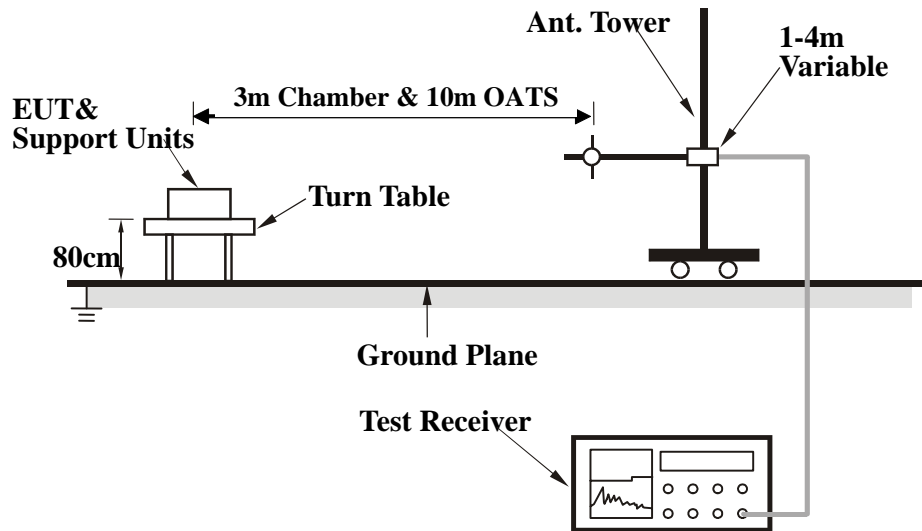 Ant. Tower
1-4m
Variable
3m Chamber & 10m OATS
EUT&
Support Units
Turn Table
80cm
Ground Plane
Test Receiver